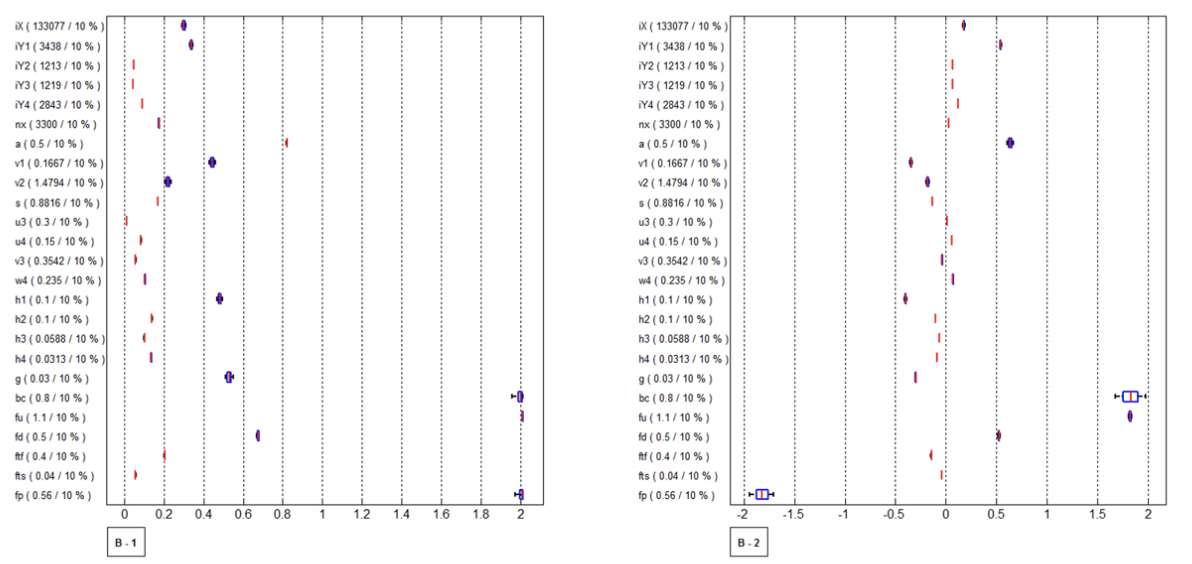 iX ( 133077 / 10 % )
iY1 ( 3438 / 10 % )
iY2 ( 1213 / 10 % )
iY3 ( 1219 / 10 % )
iY4 ( 2843 / 10 % )
nx ( 3300 / 10 % )
a ( 0.5 / 10 % )
v1 ( 0.1667 / 10 % )
v2 ( 1.4794 / 10 % )
s ( 0.8816 / 10 % )
u3 ( 0.3 / 10 % )
u4 ( 0.15 / 10 % )
v3 ( 0.3542 / 10 % )
w4 ( 0.235 / 10 % )
h1 ( 0.1 / 10 % )
h2 ( 0.1 / 10 % )
h3 ( 0.0588 / 10 % )
h4 ( 0.0313 / 10 % )
g ( 0.03 / 10 % )
bc ( 0.8 / 10 % )
fu ( 1.1 / 10 % )
fd ( 0.5 / 10 % )
ftf ( 0.4 / 10 % )
fts ( 0.04 / 10 % )
fp ( 0.56 / 10 % )
0 0.2 0.4 0.6 0.8 1 1.2 1.4 1.6 1.8 2
B - 1
iX ( 133077 / 10 % )
iY1 ( 3438 / 10 % )
iY2 ( 1213 / 10 % )
iY3 ( 1219 / 10 % )
iY4 ( 2843 / 10 % )
nx ( 3300 / 10 % )
a ( 0.5 / 10 % )
v1 ( 0.1667 / 10 % )
v2 ( 1.4794 / 10 % )
s ( 0.8816 / 10 % )
u3 ( 0.3 / 10 % )
u4 ( 0.15 / 10 % )
v3 ( 0.3542 / 10 % )
w4 ( 0.235 / 10 % )
h1 ( 0.1 / 10 % )
h2 ( 0.1 / 10 % )
h3 ( 0.0588 / 10 % )
h4 ( 0.0313 / 10 % )
g ( 0.03 / 10 % )
bc ( 0.8 / 10 % )
fu ( 1.1 / 10 % )
fd ( 0.5 / 10 % )
ftf ( 0.4 / 10 % )
fts ( 0.04 / 10 % )
fp ( 0.56 / 10 % )
-2 -1.5 -1 -0.5 0 0.5 1 1.5 2
B - 2